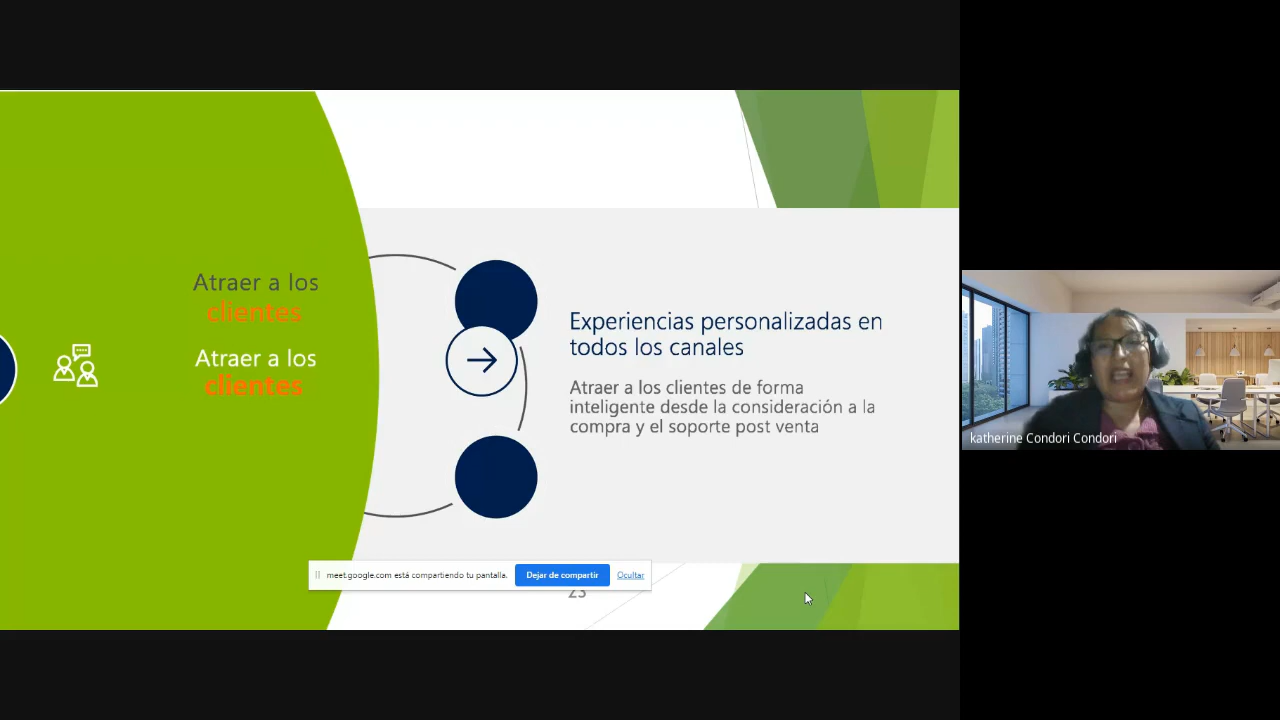 Atraer a los
clientes
Atraer a los
clientes
Experiencias personalizadas en
todos los canales
Atraer a los clientes de forma
inteligente desde la consideración a la
compra y el soporte post venta
meet.google.com está compartiendo tu pantalla.
Dejar de compartir
Ocultar
23
katherine Condori Condori